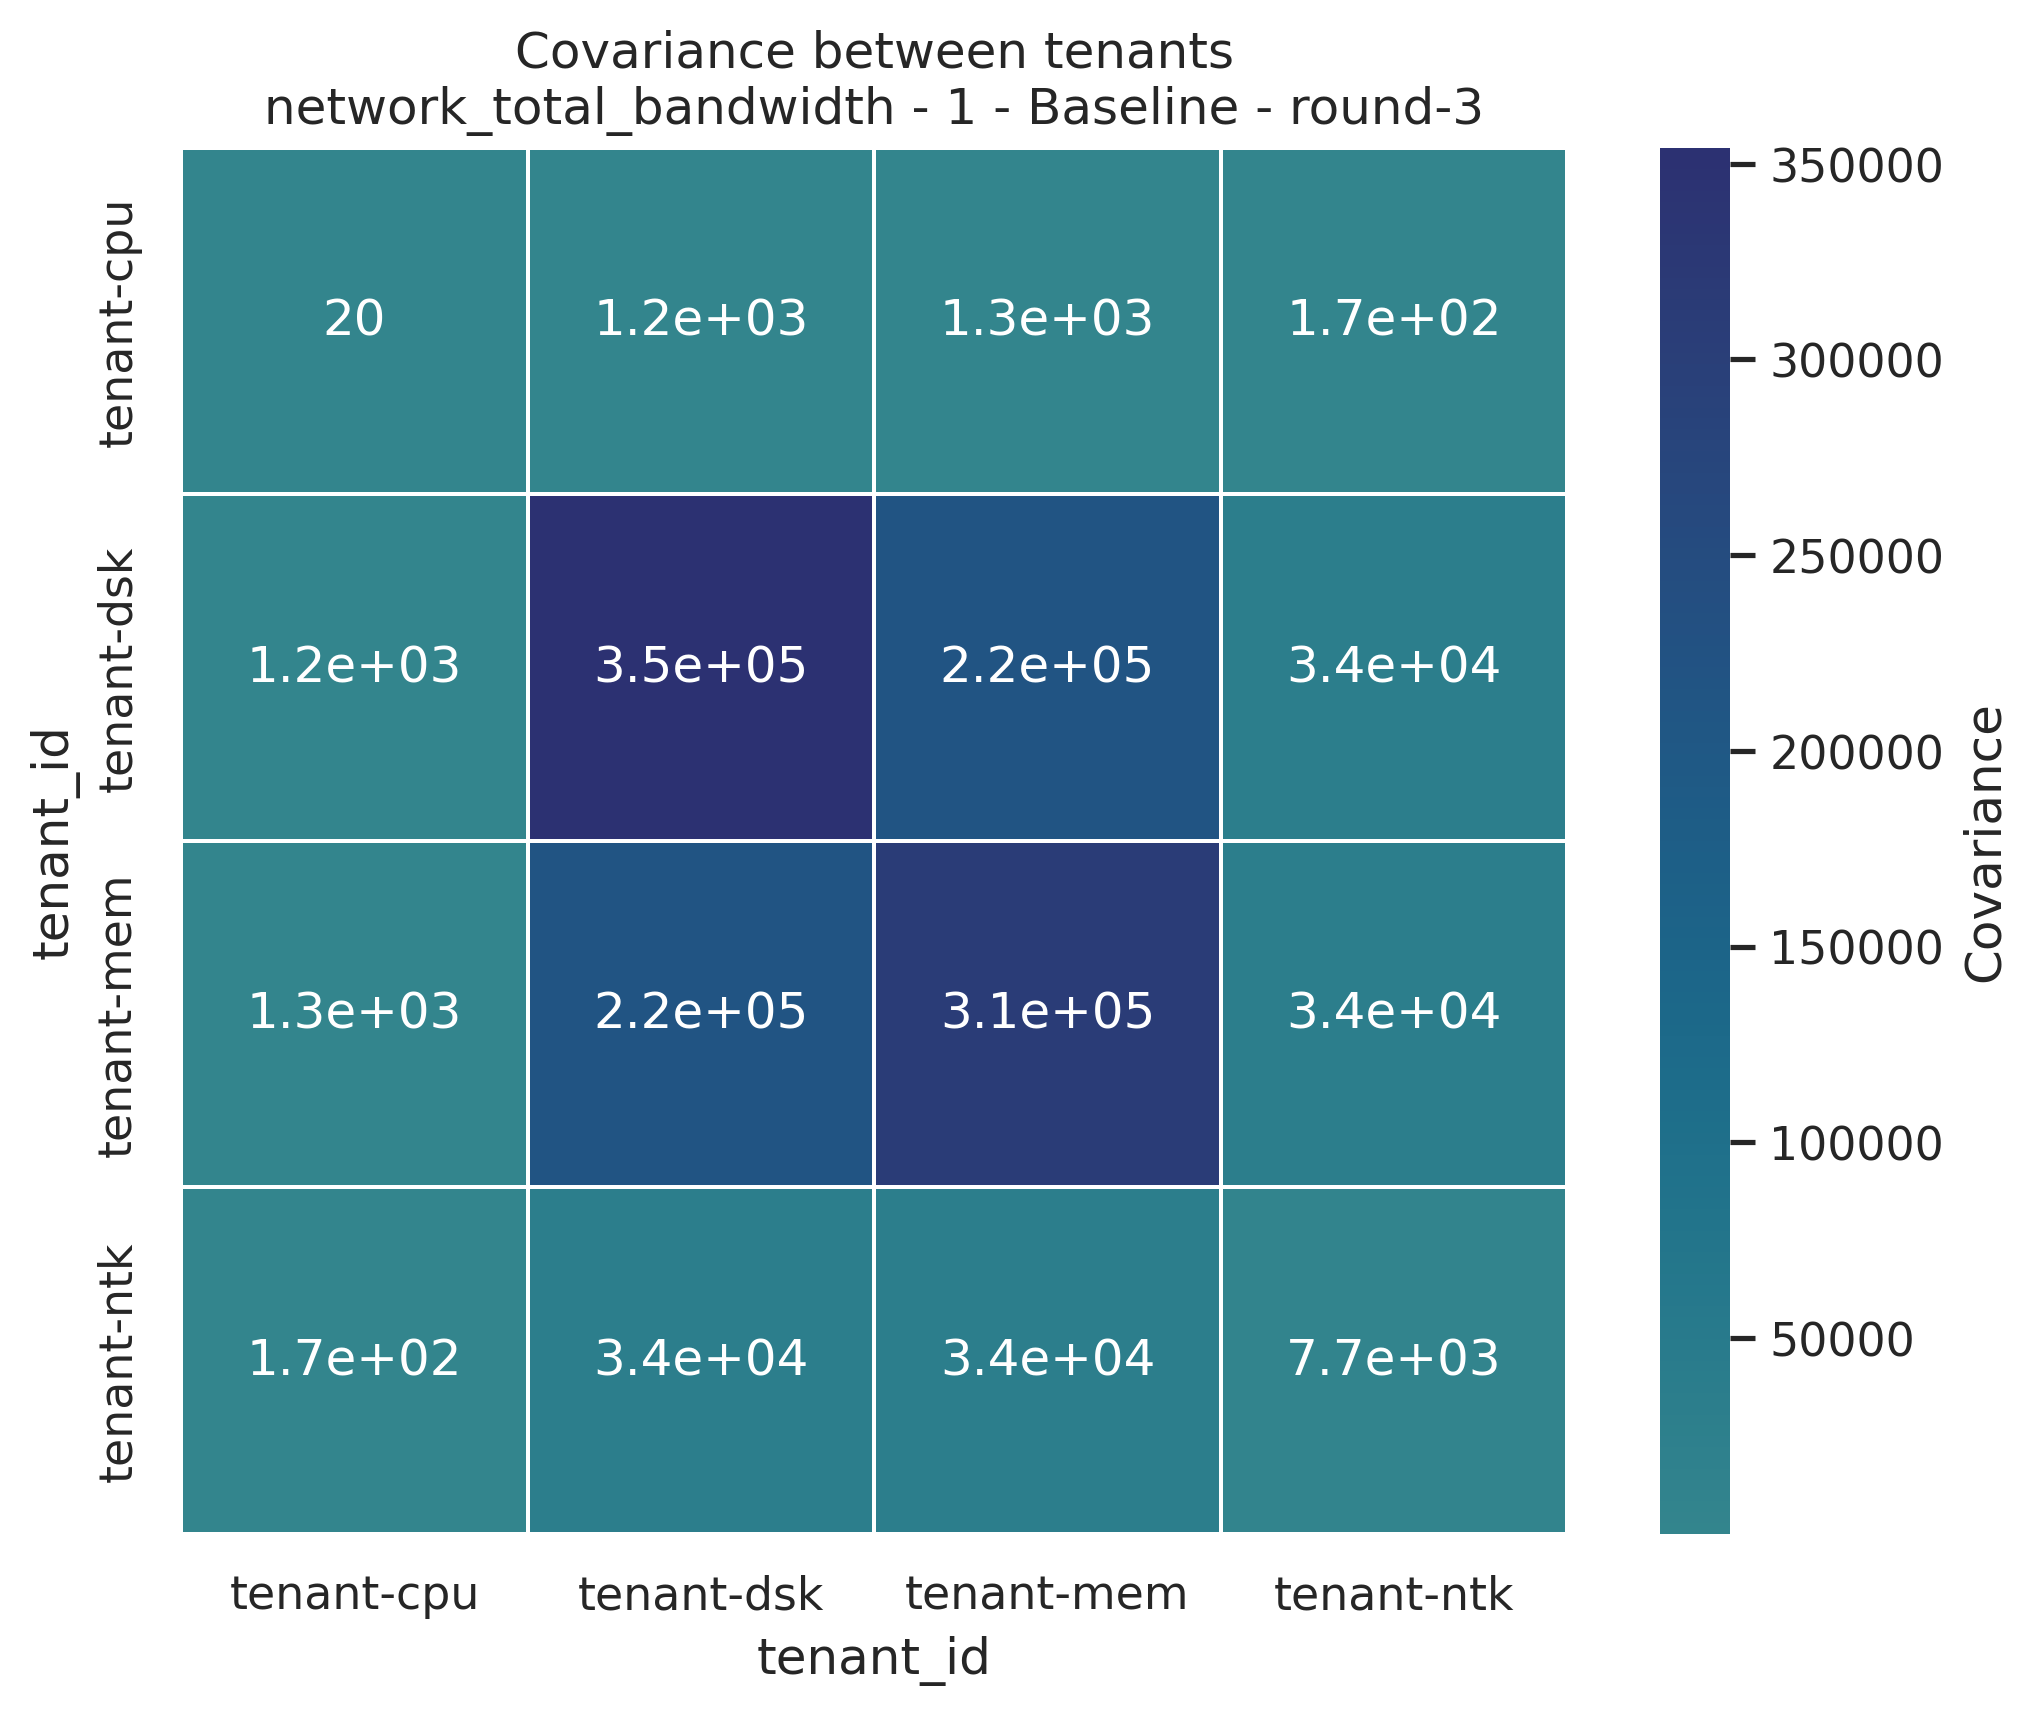 Covariance between tenants
network_total_bandwidth - 1 - Baseline - round-3
tenant_id
tenant-cpu
20
1.2e+03
1.3e+03
1.7e+02
tenant-dsk
1.2e+03
3.5e+05
2.2e+05
3.4e+04
tenant-mem
1.3e+03
2.2e+05
3.1e+05
3.4e+04
tenant-ntk
1.7e+02
3.4e+04
3.4e+04
7.7e+03
tenant-cpu
tenant-dsk
tenant-mem
tenant-ntk
tenant_id
350000
300000
250000
200000
150000
100000
50000
Covariance